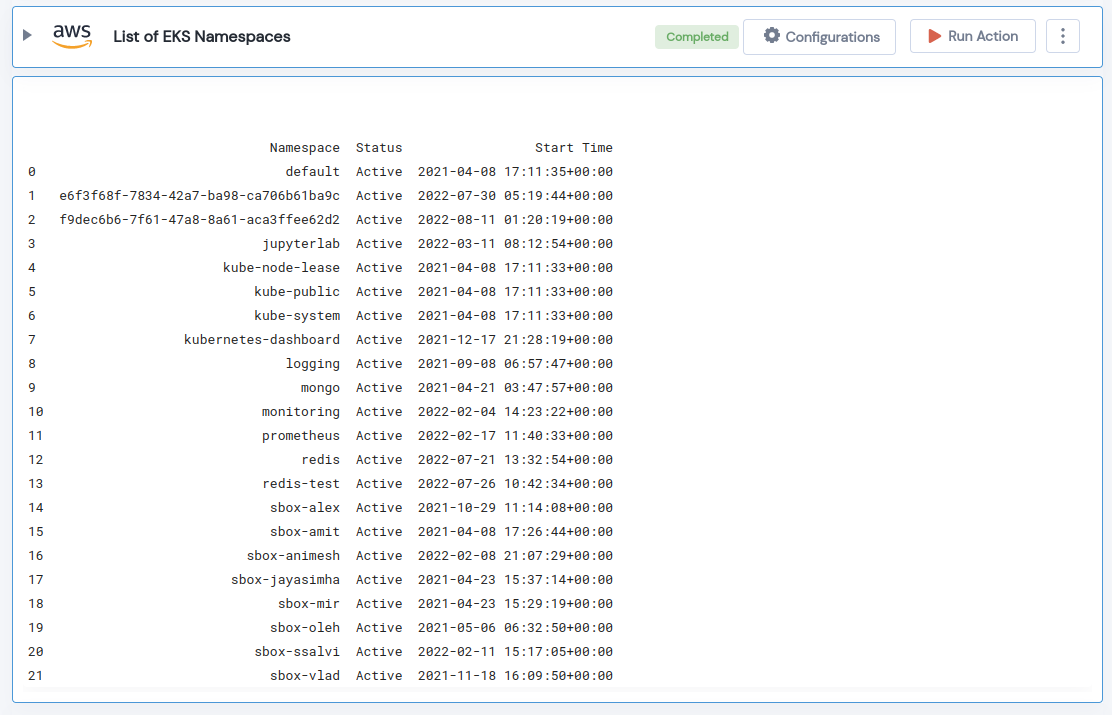 aws List of EKS Namespaces Completed Configurations Run Action
Namespace Status Start Time
0 default Active 2021-04-08 17:11:35+00:00
1 e6f3f68f-7834-42a7-ba98-ca706b61ba9c Active 2022-07-30 05:19:44+00:00
2 f9dec6b6-7f61-47a8-8a61-aca3ffee62d2 Active 2022-08-11 01:20:19+00:00
3 jupyterlab Active 2022-03-11 08:12:54+00:00
4 kube-node-lease Active 2021-04-08 17:11:33+00:00
5 kube-public Active 2021-04-08 17:11:33+00:00
6 kube-system Active 2021-04-08 17:11:33+00:00
7 kubernetes-dashboard Active 2021-12-17 21:28:19+00:00
8 logging Active 2021-09-08 06:57:47+00:00
9 mongo Active 2021-04-21 03:47:57+00:00
10 monitoring Active 2022-02-04 14:23:22+00:00
11 prometheus Active 2022-02-17 11:40:33+00:00
12 redis Active 2022-07-21 13:32:54+00:00
13 redis-test Active 2022-07-26 10:42:34+00:00
14 sbox-alex Active 2021-10-29 11:14:08+00:00
15 sbox-amit Active 2021-04-08 17:26:44+00:00
16 sbox-animesh Active 2022-02-08 21:07:29+00:00
17 sbox-jayasimha Active 2021-04-23 15:37:14+00:00
18 sbox-mir Active 2021-04-23 15:29:19+00:00
19 sbox-oleh Active 2021-05-06 06:32:50+00:00
20 sbox-ssalvi Active 2022-02-11 15:17:05+00:00
21 sbox-vlad Active 2021-11-18 16:09:50+00:00